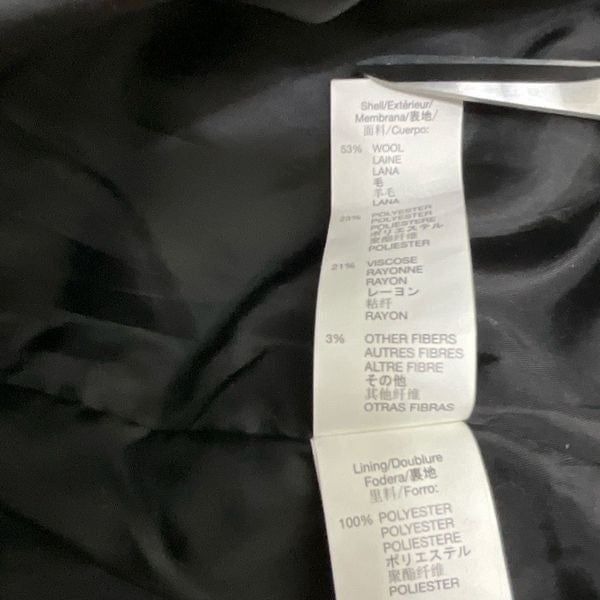 Shell/Extérieur/
Membrana/表地/
面料/Cuerpo:
53% WOOL
LAINE
LANA
毛
羊毛
LANA
23% POLYESTER
POLYESTER
POLIESTERE
ポリエステル
聚酯纤维
POLIESTER
21% VISCOSE
RAYONNE
RAYON
レーヨン
粘纤
RAYON
3% OTHER FIBERS
AUTRES FIBRES
ALTRE FIBRE
その他
其他纤维
OTRAS FIBRAS
Lining/Doublure
Fodera/裏地/
里料/Forro:
100% POLYESTER
POLYESTER
POLIESTERE
ポリエステル
聚酯纤维
POLIESTER